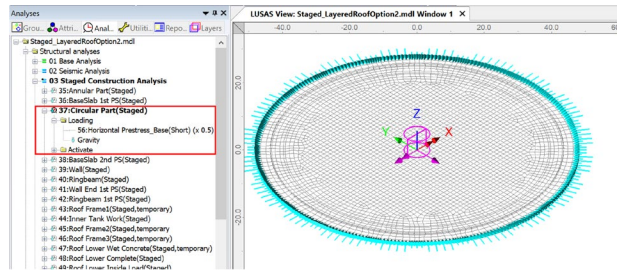 Analyses
Grou... Attri... Anal... Utiliti... Repo... Layers
Staged_LayeredRoofOption2.mdl
Structural analyses
01 Base Analysis
02 Seismic Analysis
03 Staged Construction Analysis
35:Annular Part(Staged)
36:BaseSlab 1st PS(Staged)
37:Circular Part(Staged)
Loading
56:Horizontal Prestress_Base(Short) (x 0.5)
Gravity
Activate
38:BaseSlab 2nd PS(Staged)
39:Wall(Staged)
40:Ringbeam(Staged)
41:Wall End 1st PS(Staged)
42:Ringbeam 1st PS(Staged)
43:Roof Frame1(Staged,temporary)
44:Inner Tank Work(Staged)
45:Roof Frame2(Staged,temporary
46:Roof Frame3(Staged,temporary)
47:Roof Lower Wet Concrete(Staged,temporary)
48:Roof Lower Complete(Staged)
49:Roof Lower Inside Load(Staged)
LUSAS View: Staged_LayeredRoofOption2.mdl Window 1 X
-40.0 -20.0 0.0 20.0 40.0
20.0
0.0
-20.0
Z
Y X